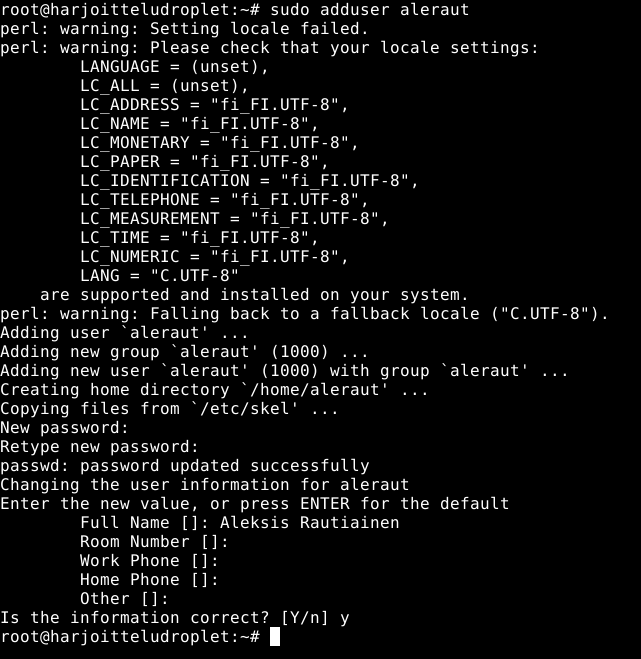 root@harjoitteludroplet:~# sudo adduser aleraut
perl: warning: Setting locale failed.
perl: warning: Please check that your locale settings:
        LANGUAGE = (unset),
        LC_ALL = (unset),
        LC_ADDRESS = "fi_FI.UTF-8",
        LC_NAME = "fi_FI.UTF-8",
        LC_MONETARY = "fi_FI.UTF-8",
        LC_PAPER = "fi_FI.UTF-8",
        LC_IDENTIFICATION = "fi_FI.UTF-8",
        LC_TELEPHONE = "fi_FI.UTF-8",
        LC_MEASUREMENT = "fi_FI.UTF-8",
        LC_TIME = "fi_FI.UTF-8",
        LC_NUMERIC = "fi_FI.UTF-8",
        LANG = "C.UTF-8"
    are supported and installed on your system.
perl: warning: Falling back to a fallback locale ("C.UTF-8").
Adding user `aleraut' ...
Adding new group `aleraut' (1000) ...
Adding new user `aleraut' (1000) with group `aleraut' ...
Creating home directory `/home/aleraut' ...
Copying files from `/etc/skel' ...
New password:
Retype new password:
passwd: password updated successfully
Changing the user information for aleraut
Enter the new value, or press ENTER for the default
        Full Name []: Aleksis Rautiainen
        Room Number []:
        Work Phone []:
        Home Phone []:
        Other []:
Is the information correct? [Y/n] y
root@harjoitteludroplet:~#